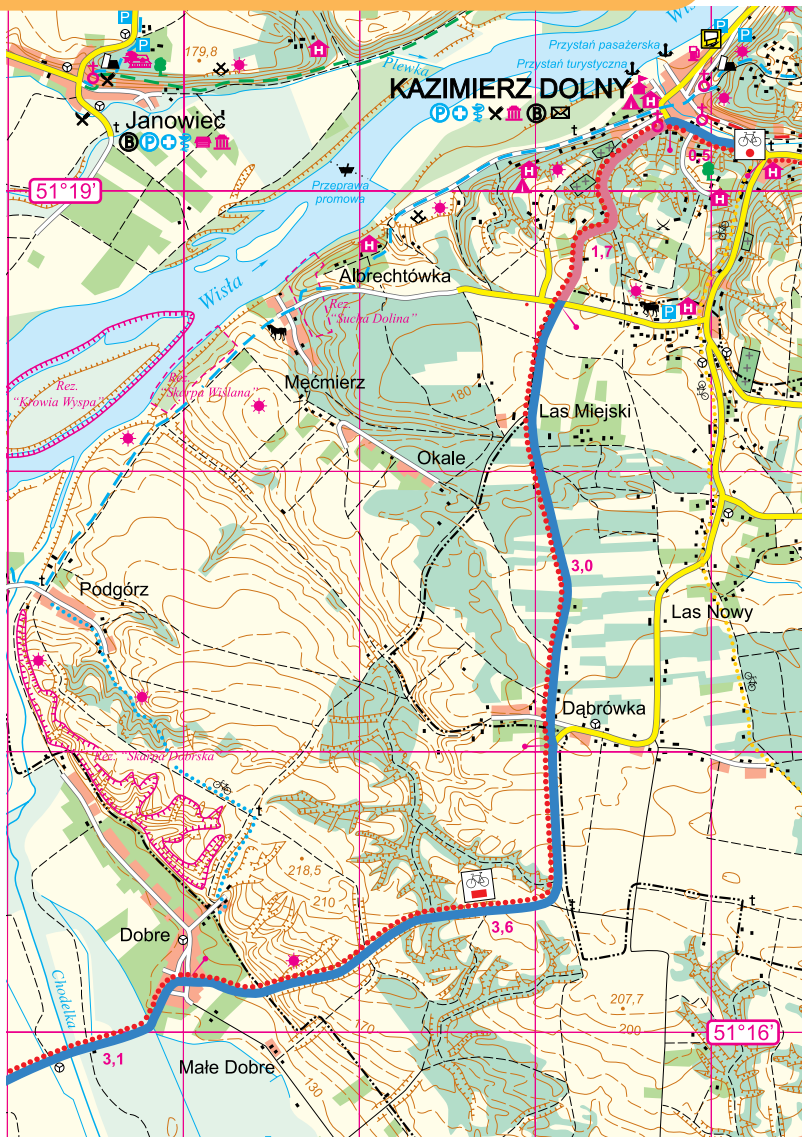 Wis
179,8
Przystań pasażerska
Plewka
Przystań turystyczna
KAZIMIERZ DOLNY
Janowiec
0,5
51°19'
Przeprawa
promowa
1,7
Wisła
Albrechtówka
Rez.
"Sucha Dolina"
Rez.
"Skarpa Wiślana"
Rez.
"Krowia Wyspa"
Męćmierz
180
Las Miejski
Okale
3,0
Podgórz
Las Nowy
Dąbrówka
Rez. "Skarpa Dobrska
218,5
210
3,6
Dobre
Chodelka
207,7
200
170
51°16'
3,1
Małe Dobre
130